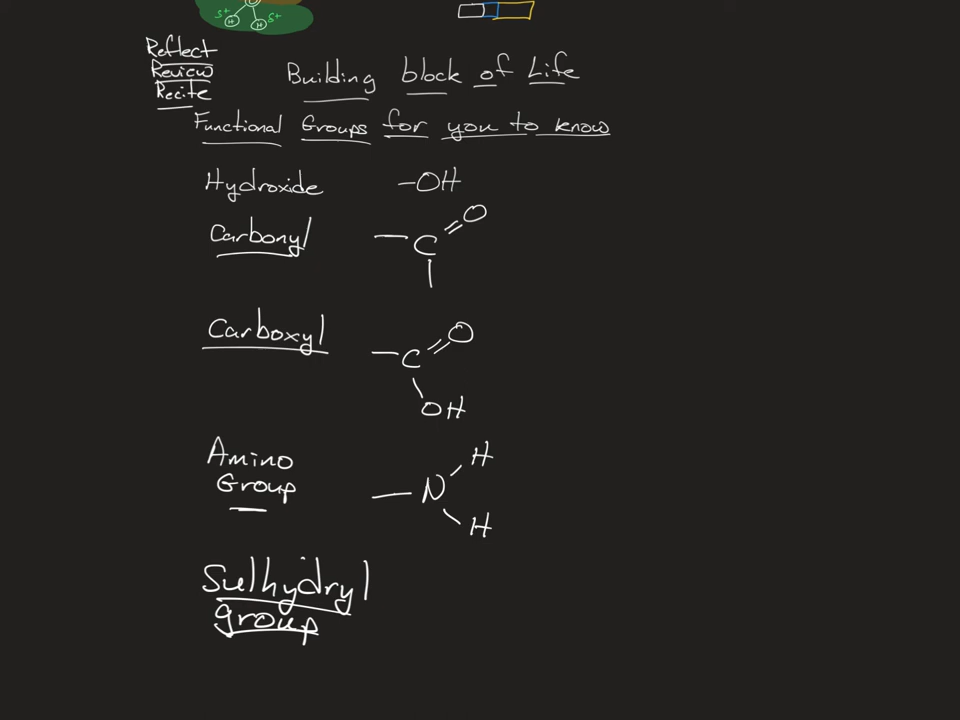 δ+ H H δ+
Reflect
Review
Recite
Building block of Life
Functional Groups for you to know
Hydroxide -OH
Carbonyl
O
C
Carboxyl
O
C
OH
Amino
Group
H
N
H
Sulhydryl
group